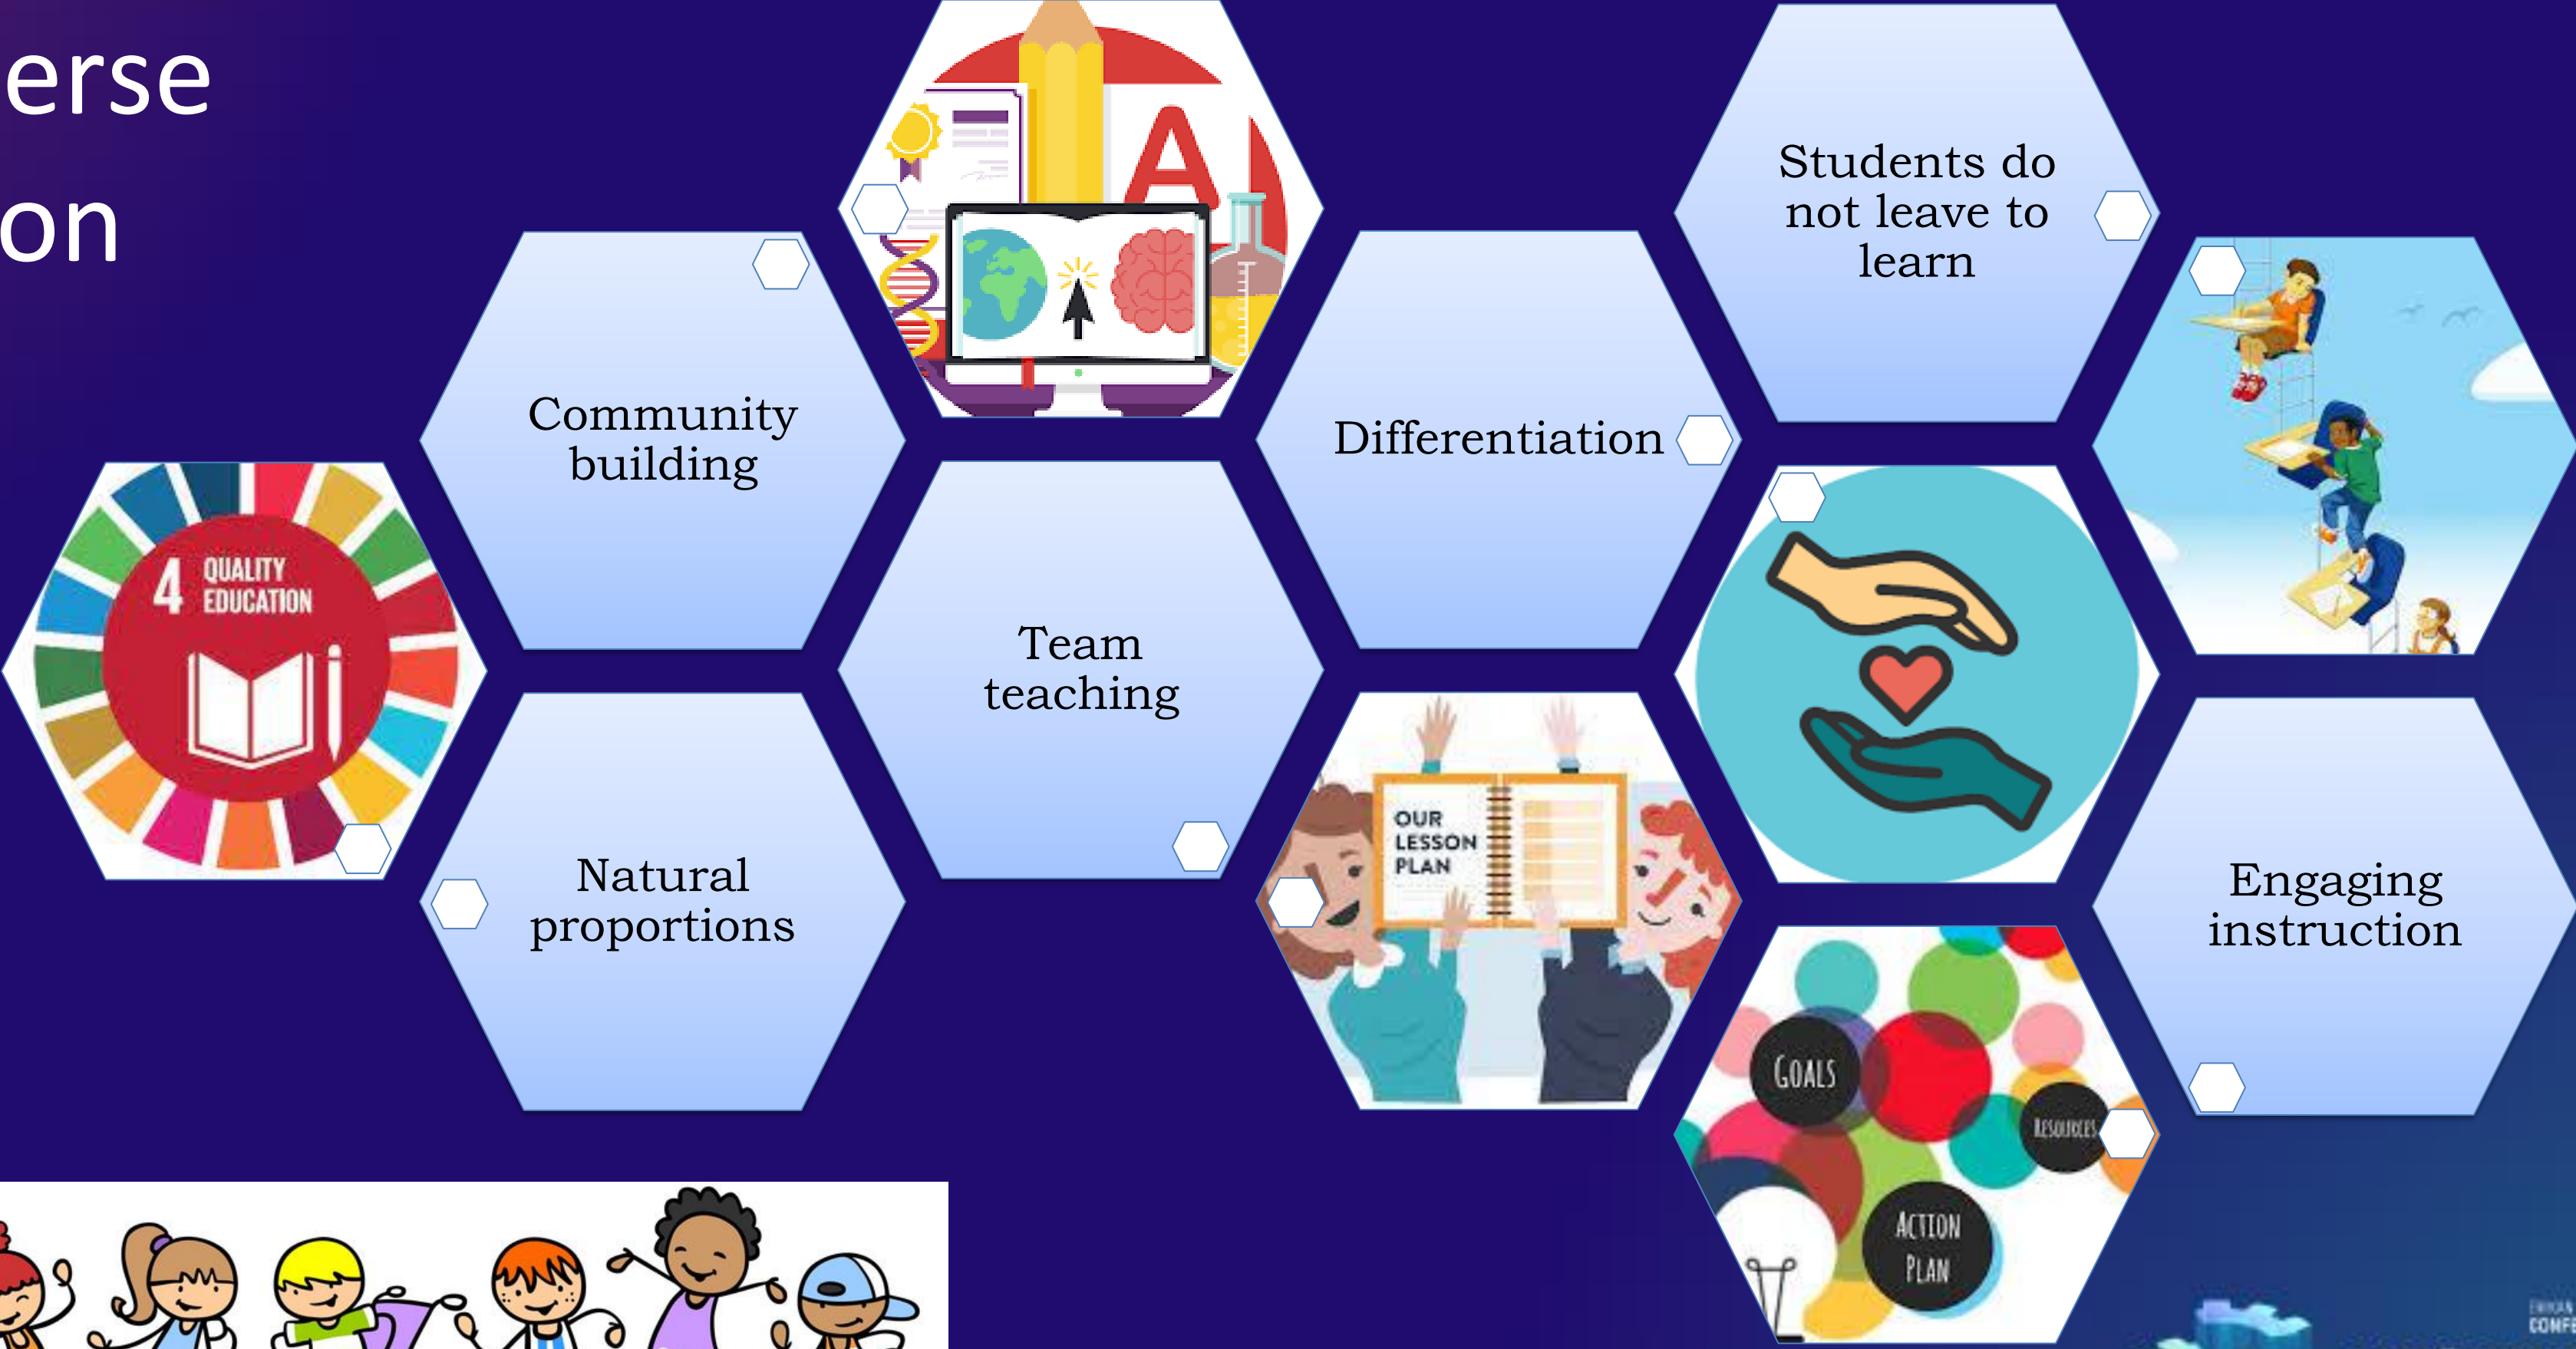 erse
on
A
Students do
not leave to
learn
Community
building
Differentiation
4 QUALITY
EDUCATION
Team
teaching
OUR
LESSON
PLAN
Natural
proportions
Engaging
instruction
GOALS
RESOURCES
ACTION
PLAN